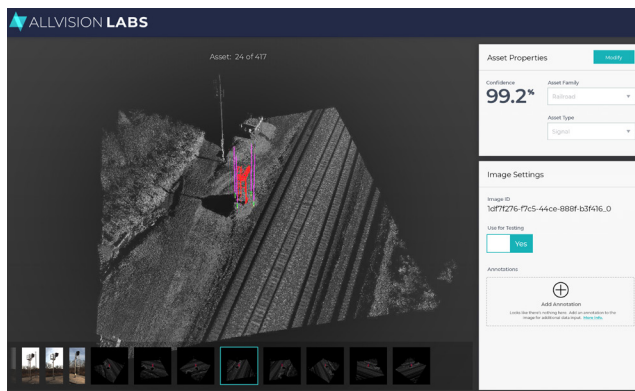 ALLVISION LABS
Asset: 24 of 417
Asset Properties
Modify
Confidence
99.2%
Asset Family
Railroad
Asset Type
Signal
Image Settings
Image ID
1df7f276-f7c5-44ce-888f-b3f416_0
Use for Testing
Yes
Annotations
Add Annotation
Looks like there's nothing here. Add an annotation to the
image for additional data input. More Info.